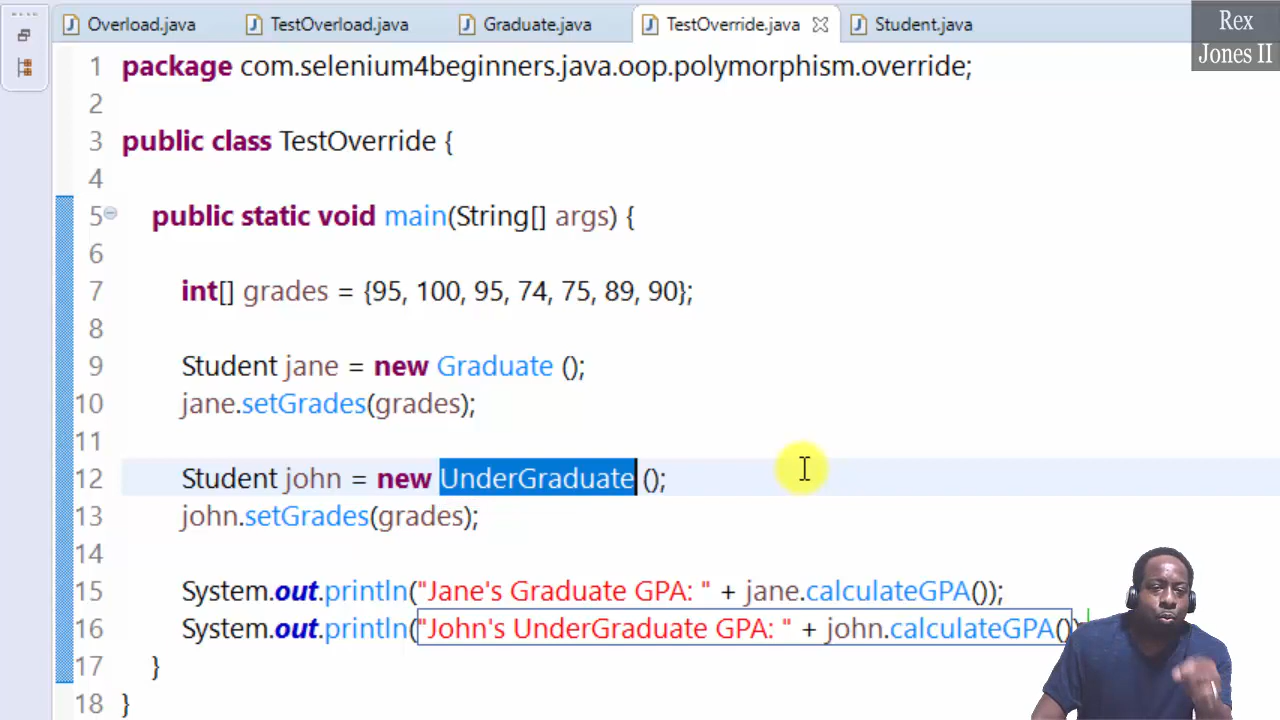 Overload.java TestOverload.java Graduate.java TestOverride.java Student.java
Rex
Jones II
1 package com.selenium4beginners.java.oop.polymorphism.override;
2
3 public class TestOverride {
4
5 public static void main(String[] args) {
6
7 int[] grades = {95, 100, 95, 74, 75, 89, 90};
8
9 Student jane = new Graduate ();
10 jane.setGrades(grades);
11
12 Student john = new UnderGraduate ();
13 john.setGrades(grades);
14
15 System.out.println("Jane's Graduate GPA: " + jane.calculateGPA());
16 System.out.println("John's UnderGraduate GPA: " + john.calculateGPA()
17 }
18 }